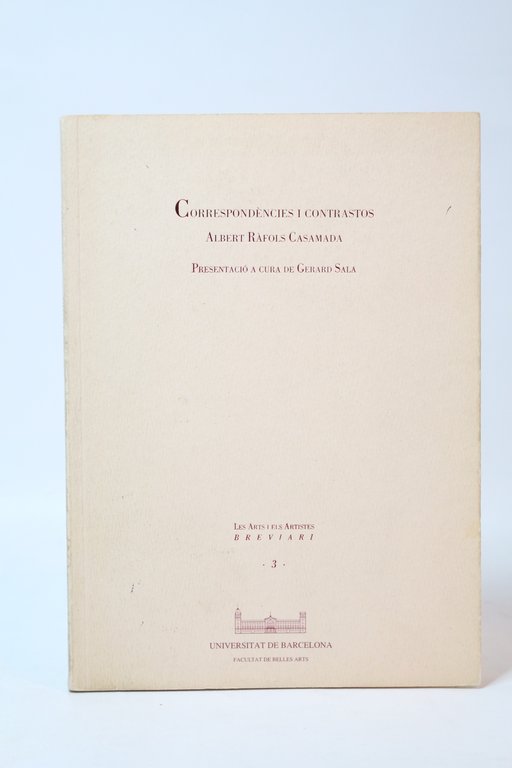 CORRESPONDÈNCIES I CONTRASTOS
ALBERT RÀFOLS CASAMADA
PRESENTACIÓ A CURA DE GERARD SALA
LES ARTS I ELS ARTISTES
BREVIARI
· 3 ·
UNIVERSITAT DE BARCELONA
FACULTAT DE BELLES ARTS